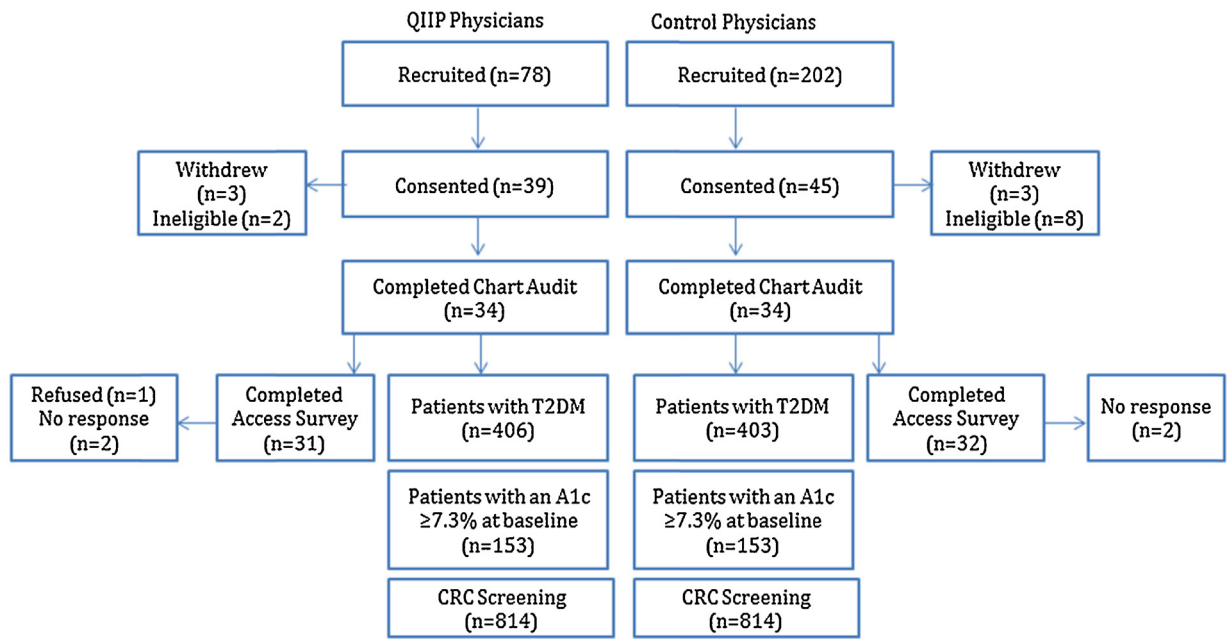 QIIP Physicians
Control Physicians
Recruited (n=78)
Recruited (n=202)
Withdrew
(n=3)
Ineligible (n=2)
Consented (n=39)
Consented (n=45)
Withdrew
(n=3)
Ineligible (n=8)
Completed Chart Audit
(n=34)
Completed Chart Audit
(n=34)
Refused (n=1)
No response
(n=2)
Completed
Access Survey
(n=31)
Patients with T2DM
(n=406)
Patients with T2DM
(n=403)
Completed
Access Survey
(n=32)
No response
(n=2)
Patients with an A1c
≥7.3% at baseline
(n=153)
Patients with an A1c
≥7.3% at baseline
(n=153)
CRC Screening
(n=814)
CRC Screening
(n=814)